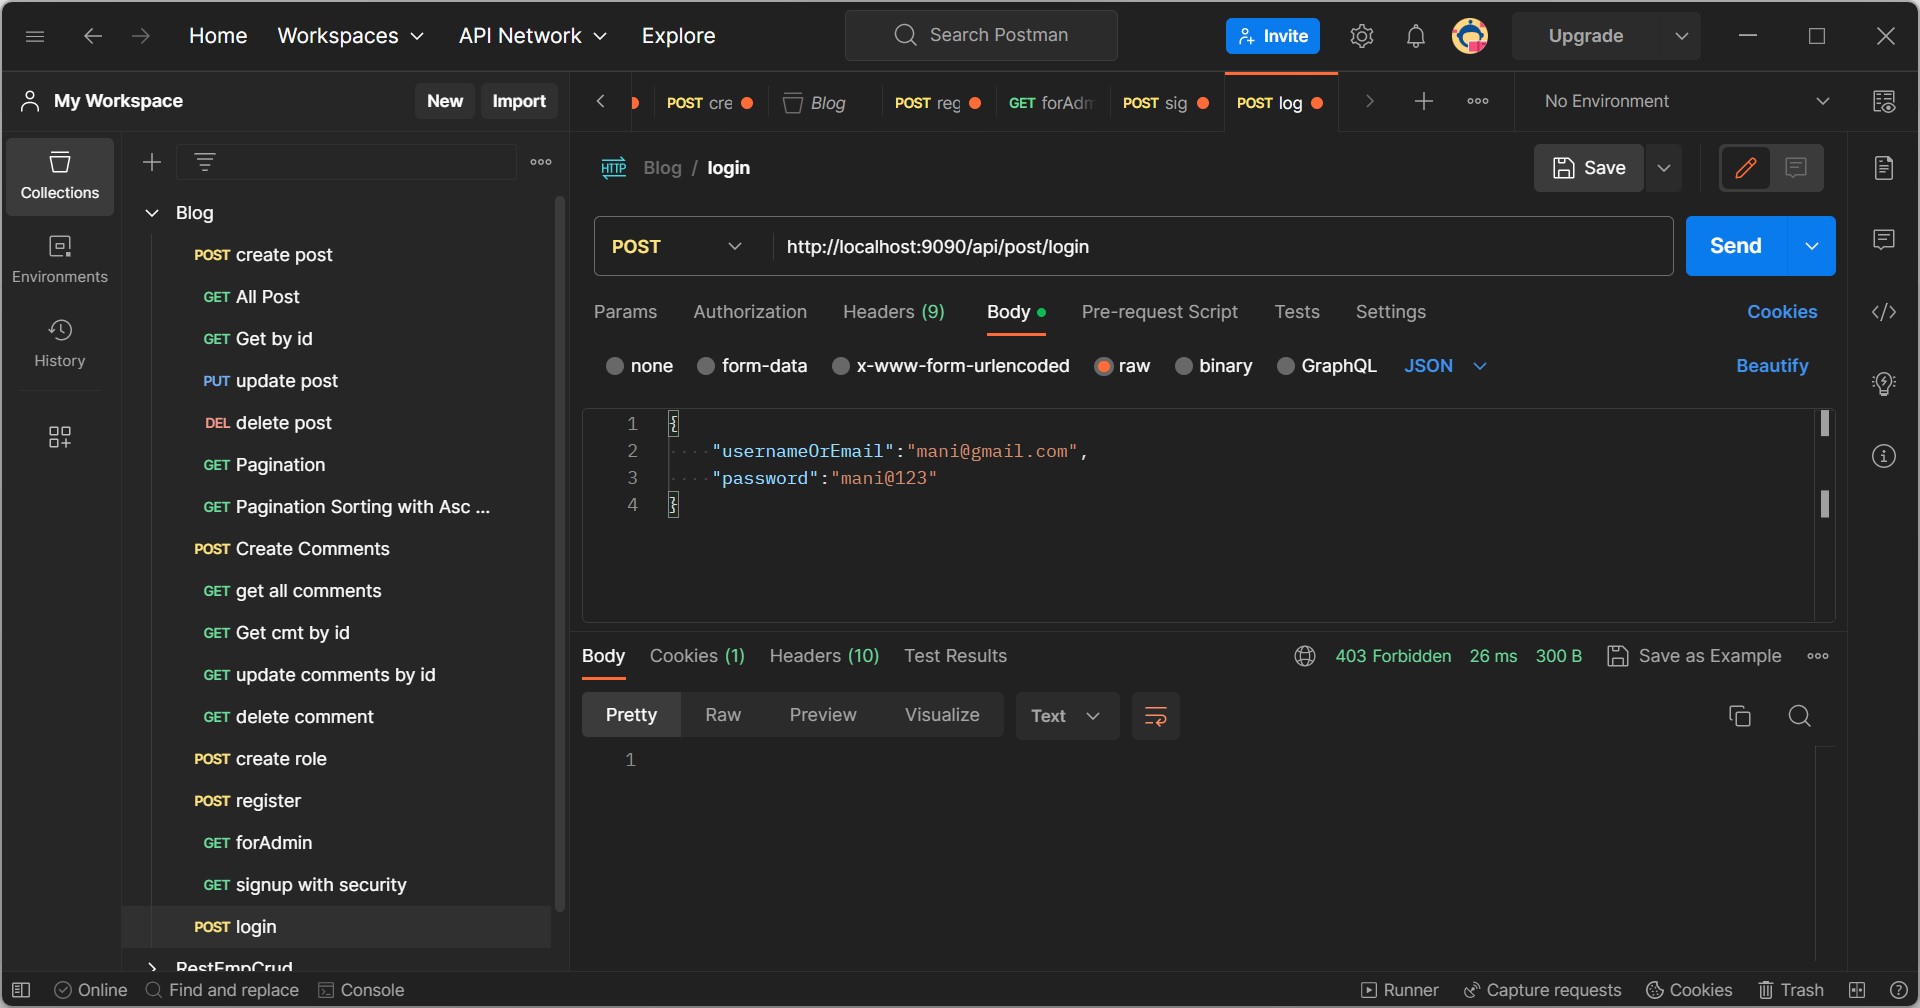 Home Workspaces API Network Explore Search Postman Invite Upgrade
My Workspace New Import
POST cre Blog POST reg GET forAdm POST sig POST log No Environment
Collections
Environments
History
Blog
POST create post
GET All Post
GET Get by id
PUT update post
DEL delete post
GET Pagination
GET Pagination Sorting with Asc ...
POST Create Comments
GET get all comments
GET Get cmt by id
GET update comments by id
GET delete comment
POST create role
POST register
GET forAdmin
GET signup with security
POST login
RestEmpCrud
HTTP Blog / login Save
POST http://localhost:9090/api/post/login Send
Params Authorization Headers (9) Body Pre-request Script Tests Settings Cookies
none form-data x-www-form-urlencoded raw binary GraphQL JSON Beautify
1 {
2 ····"usernameOrEmail":"mani@gmail.com",
3 ····"password":"mani@123"
4 }
Body Cookies (1) Headers (10) Test Results 403 Forbidden 26 ms 300 B Save as Example
Pretty Raw Preview Visualize Text
1
Online Find and replace Console Runner Capture requests Cookies Trash